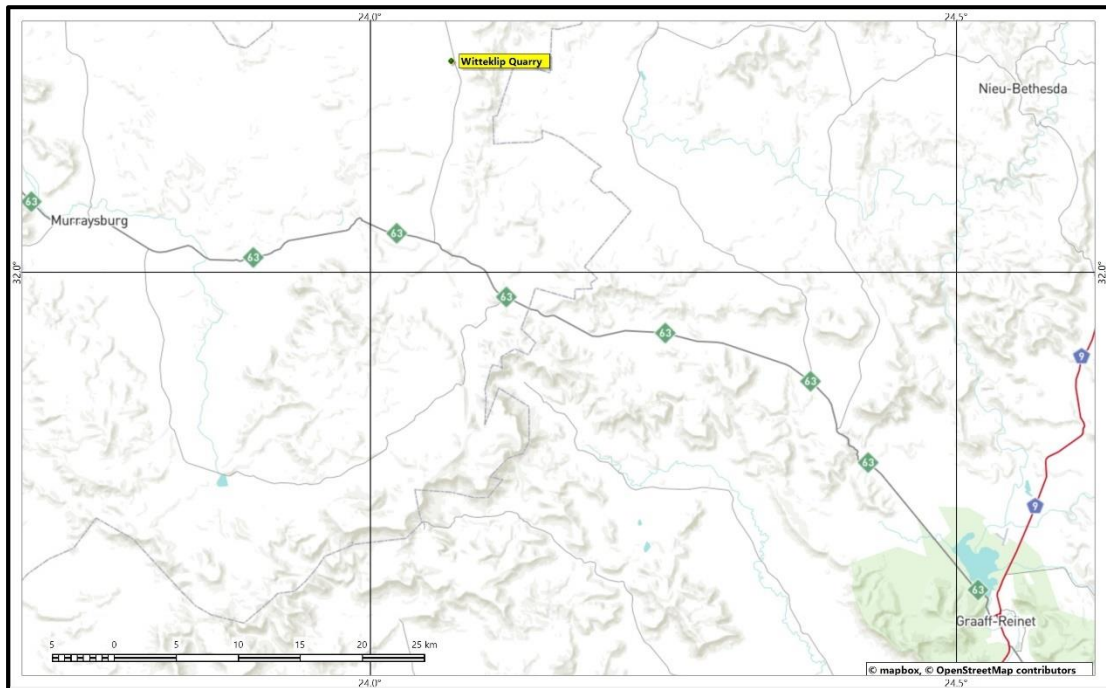 24.0°
24.5°
Witteklip Quarry
Nieu-Bethesda
63
Murraysburg
63
63
32.0°
32.0°
63
63
9
63
63
9
63
Graaff-Reinet
5 0 5 10 15 20 25 km
© mapbox, © OpenStreetMap contributors
24.0°
24.5°